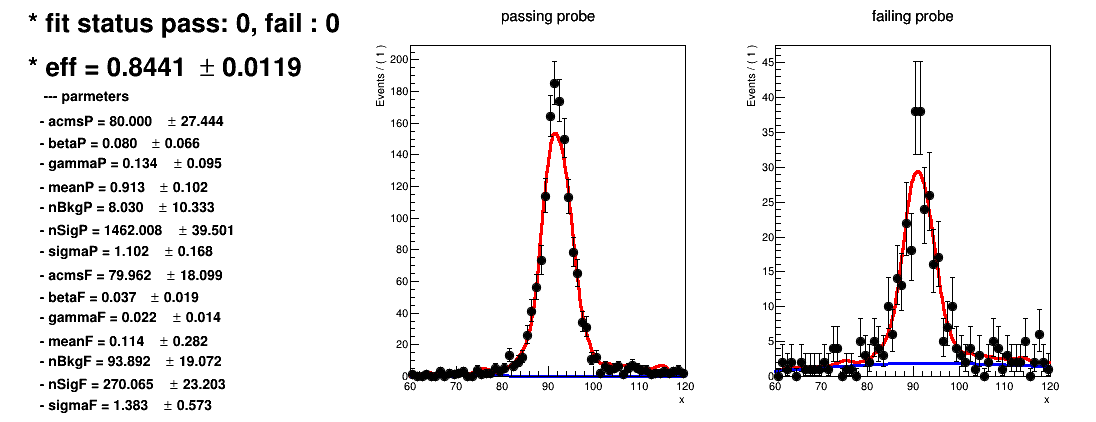 * fit status pass: 0, fail : 0
* eff = 0.8441 ± 0.0119
--- parmeters
- acmsP = 80.000 ± 27.444
- betaP = 0.080 ± 0.066
- gammaP = 0.134 ± 0.095
- meanP = 0.913 ± 0.102
- nBkgP = 8.030 ± 10.333
- nSigP = 1462.008 ± 39.501
- sigmaP = 1.102 ± 0.168
- acmsF = 79.962 ± 18.099
- betaF = 0.037 ± 0.019
- gammaF = 0.022 ± 0.014
- meanF = 0.114 ± 0.282
- nBkgF = 93.892 ± 19.072
- nSigF = 270.065 ± 23.203
- sigmaF = 1.383 ± 0.573
passing probe
Events / ( 1 )
200
180
160
140
120
100
80
60
40
20
0
60 70 80 90 100 110 120
x
failing probe
Events / ( 1 )
45
40
35
30
25
20
15
10
5
0
60 70 80 90 100 110 120
x